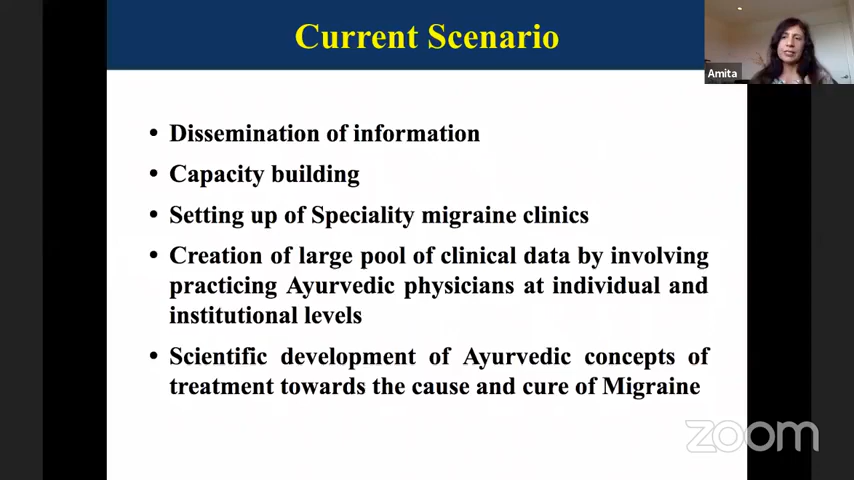 Current Scenario
Amita
• Dissemination of information
• Capacity building
• Setting up of Speciality migraine clinics
• Creation of large pool of clinical data by involving
practicing Ayurvedic physicians at individual and
institutional levels
• Scientific development of Ayurvedic concepts of
treatment towards the cause and cure of Migraine
zoom